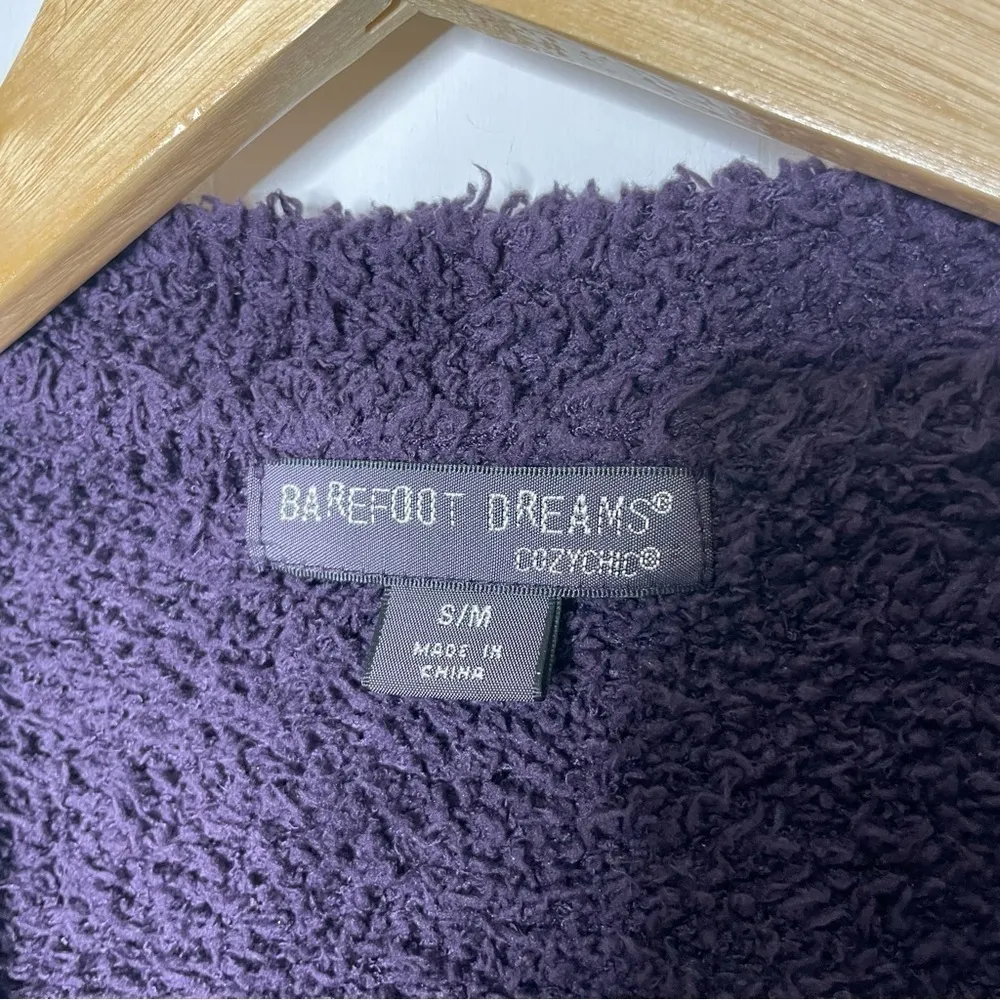 BAREFOOT DREAMS®
COZYCHIC®
S/M
MADE IN
CHINA